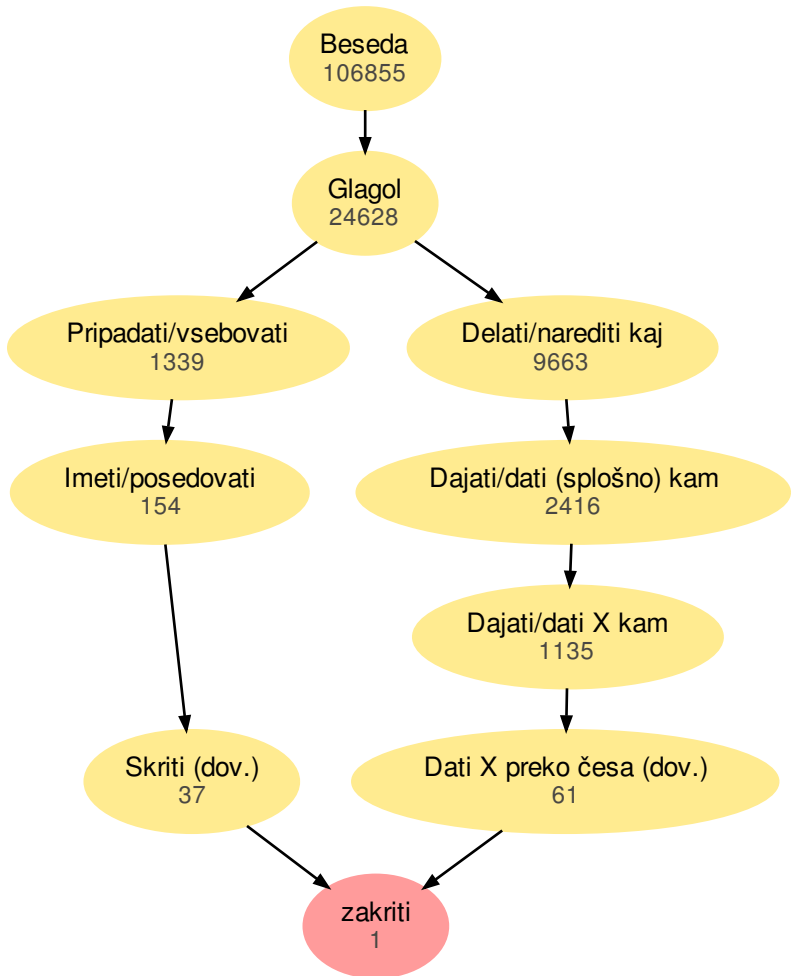 Beseda
106855
Glagol
24628
Pripadati/vsebovati
1339
Delati/narediti kaj
9663
Imeti/posedovati
154
Dajati/dati (splošno) kam
2416
Dajati/dati X kam
1135
Skriti (dov.)
37
Dati X preko česa (dov.)
61
zakriti
1